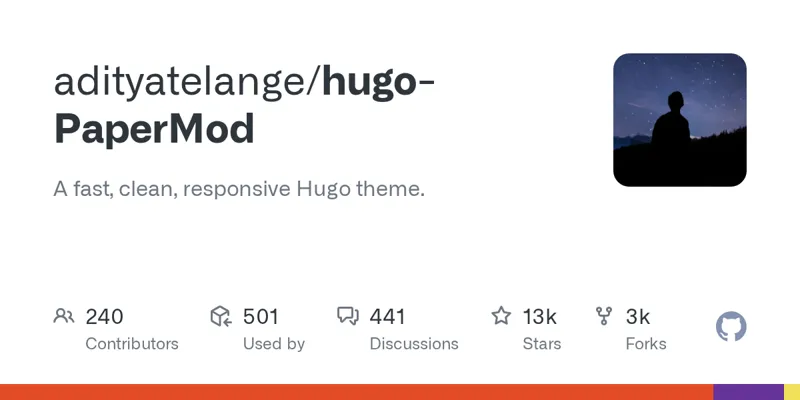 adityatelange/hugo-
PaperMod
A fast, clean, responsive Hugo theme.
240 501 441 13k 3k
Contributors Used by Discussions Stars Forks